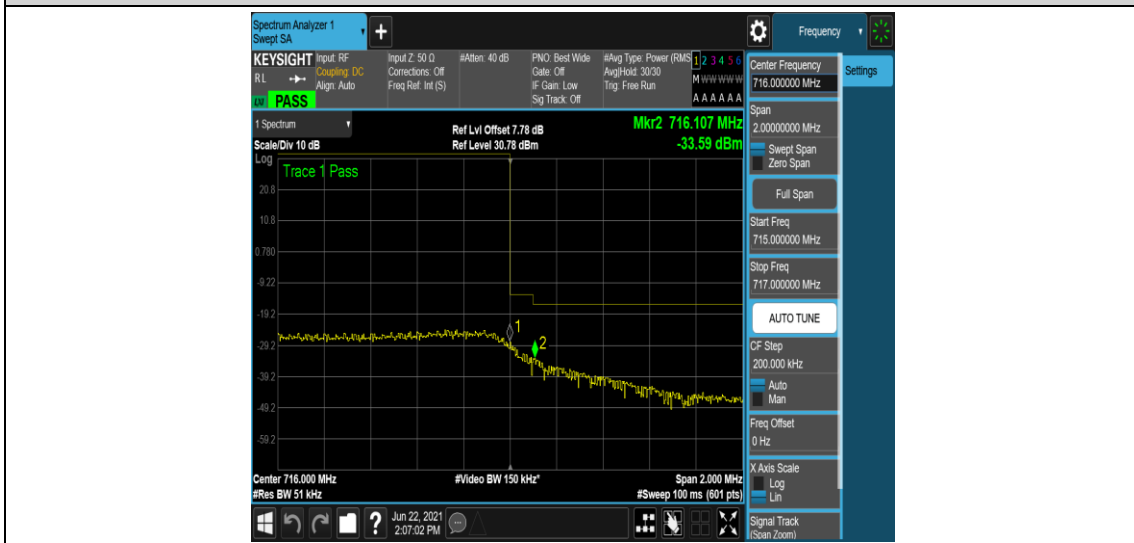 Spectrum Analyzer 1
Swept SA
+
Frequency
KEYSIGHT
RL
Input: RF
Coupling: DC
Align: Auto
Input Z: 50 Ω
Corrections: Off
Freq Ref: Int (S)
#Atten: 40 dB
PNO: Best Wide
Gate: Off
IF Gain: Low
Sig Track: Off
#Avg Type: Power (RMS
Avg|Hold: 30/30
Trig: Free Run
1 2 3 4 5 6
M W W W W W
A A A A A A
PASS
1 Spectrum
Scale/Div 10 dB
Ref Lvl Offset 7.78 dB
Ref Level 30.78 dBm
Mkr2 716.107 MHz
-33.59 dBm
Log
Trace 1 Pass
20.8
10.8
0.780
-9.22
-19.2
-29.2
-39.2
-49.2
-59.2
1
2
Center 716.000 MHz
#Res BW 51 kHz
#Video BW 150 kHz*
Span 2.000 MHz
#Sweep 100 ms (601 pts)
Center Frequency
716.000000 MHz
Settings
Span
2.00000000 MHz
Swept Span
Zero Span
Full Span
Start Freq
715.000000 MHz
Stop Freq
717.000000 MHz
AUTO TUNE
CF Step
200.000 kHz
Auto
Man
Freq Offset
0 Hz
X Axis Scale
Log
Lin
Signal Track
(Span Zoom)
?
Jun 22, 2021
2:07:02 PM